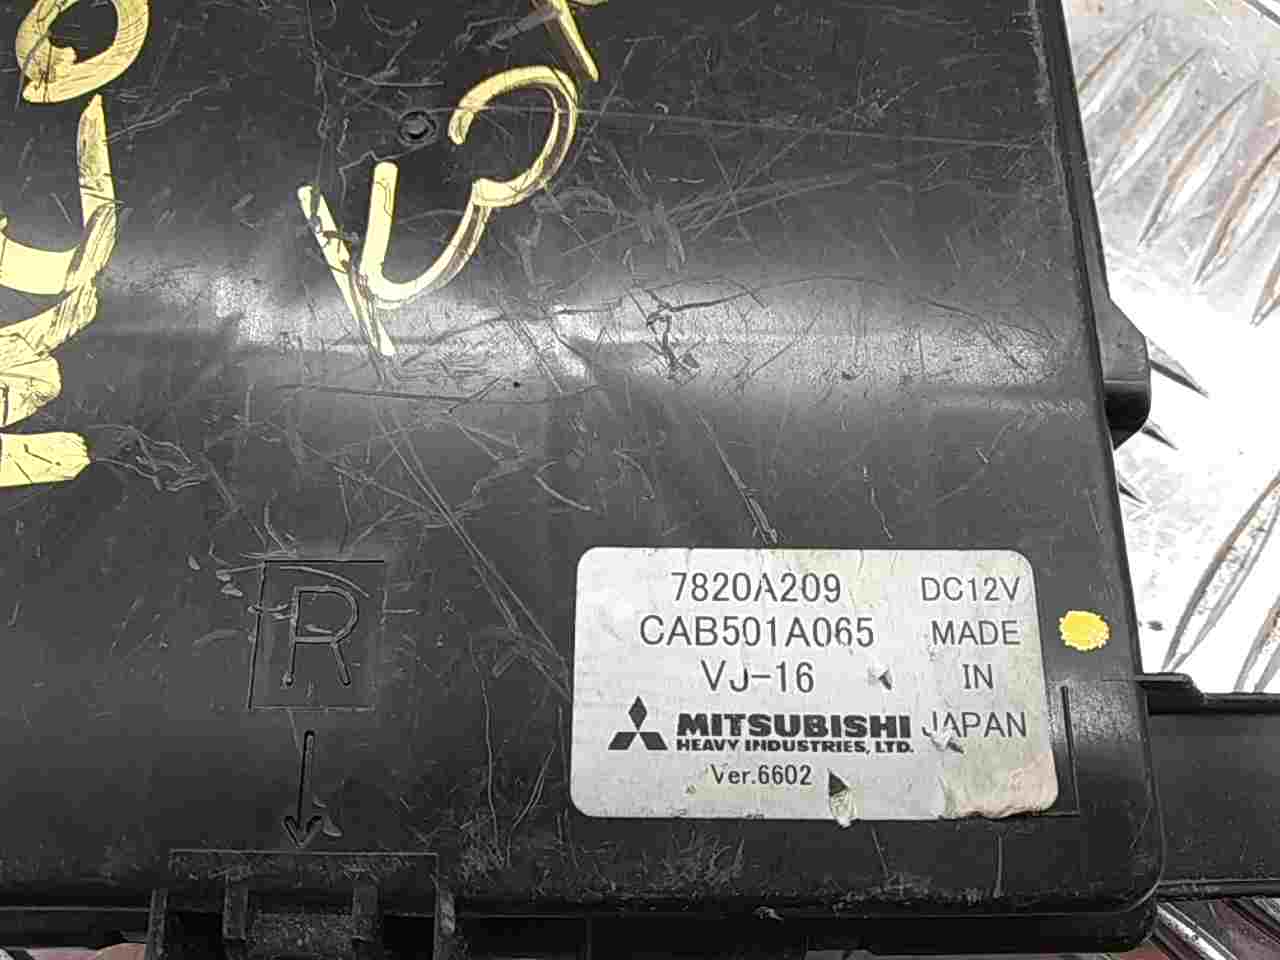 R
7820A209 DC12V
CAB501A065 MADE
VJ-16 IN
MITSUBISHI JAPAN
HEAVY INDUSTRIES, LTD.
Ver.6602